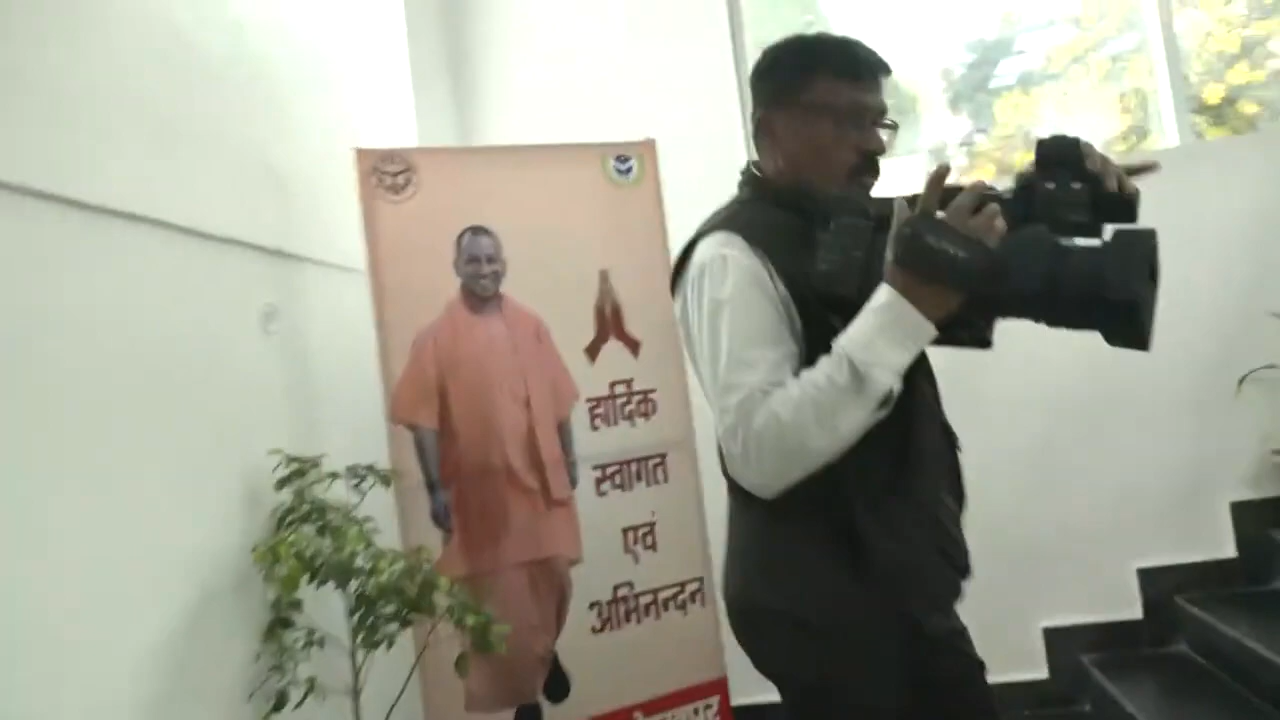 हार्दिक
स्वागत
एवं
अभिनन्दन